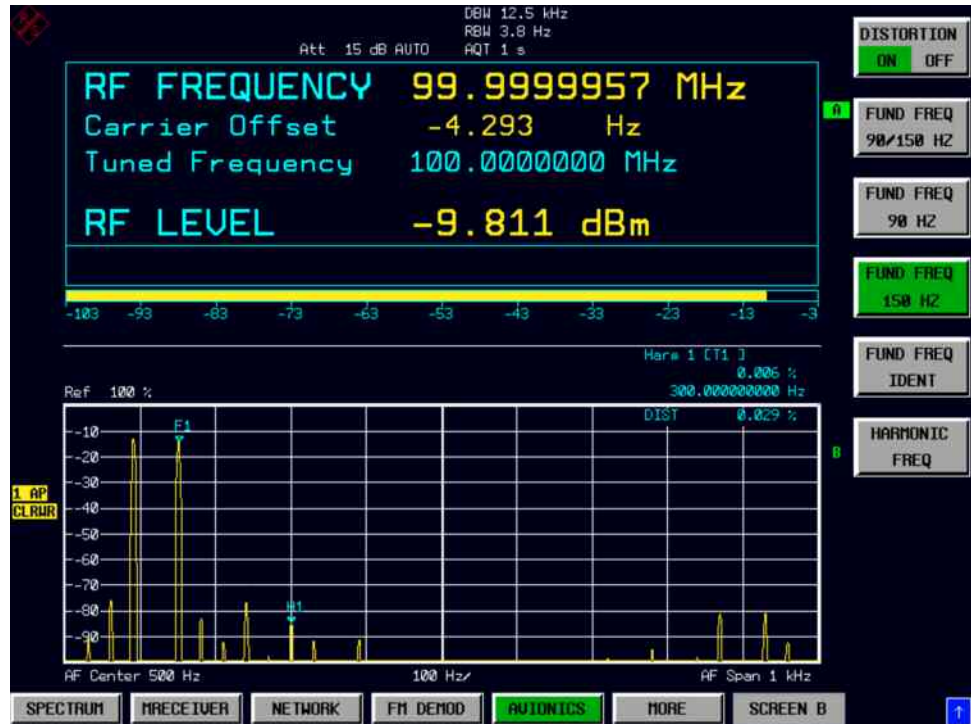 DBW 12.5 kHz
RBW 3.8 Hz
Att 15 dB AUTO AQT 1 s
RF FREQUENCY 99.9999957 MHz
Carrier Offset -4.293 Hz
Tuned Frequency 100.0000000 MHz
RF LEVEL -9.811 dBm
-103 -93 -83 -73 -63 -53 -43 -33 -23 -13 -3
A
Harm 1 [T1 ]
0.006 %
Ref 100 % 300.000000000 Hz
DIST 0.029 %
F1
-10
-20
-30
-40
-50
-60
-70
-80
-90
H1
1 AP
CLRWR
B
AF Center 500 Hz 100 Hz/ AF Span 1 kHz
DISTORTION
ON OFF
FUND FREQ
90/150 HZ
FUND FREQ
90 HZ
FUND FREQ
150 HZ
FUND FREQ
IDENT
HARMONIC
FREQ
SPECTRUM MRECEIVER NETWORK FM DEMOD AVIONICS MORE SCREEN B